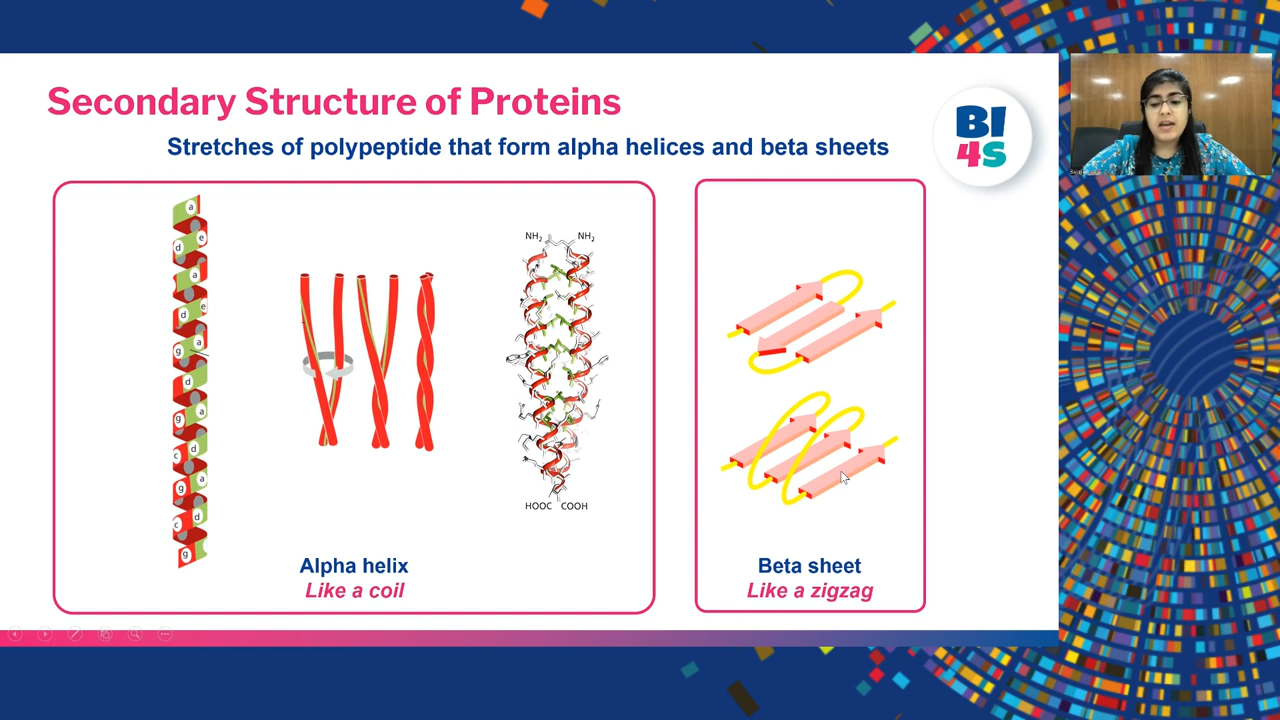 Secondary Structure of Proteins
Stretches of polypeptide that form alpha helices and beta sheets
BI
4S
a
e
d
a
e
d
a
g
d
a
g
d
c
a
g
d
c
g
NH2 NH2
HOOC COOH
Alpha helix
Like a coil
Beta sheet
Like a zigzag